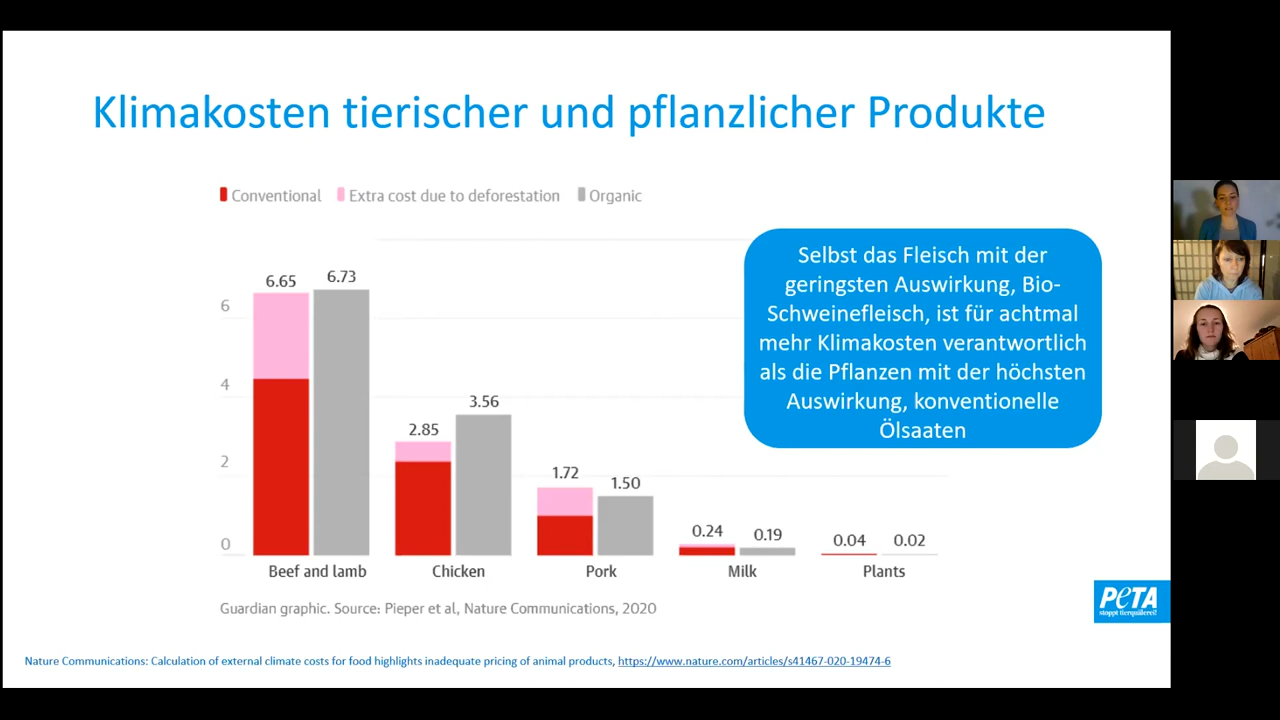 Klimakosten tierischer und pflanzlicher Produkte
Conventional Extra cost due to deforestation Organic
6.65 6.73
6
4
2
0
2.85 3.56
1.72 1.50
0.24 0.19
0.04 0.02
Beef and lamb Chicken Pork Milk Plants
Selbst das Fleisch mit der
geringsten Auswirkung, Bio-
Schweinefleisch, ist für achtmal
mehr Klimakosten verantwortlich
als die Pflanzen mit der höchsten
Auswirkung, konventionelle
Ölsaaten
Guardian graphic. Source: Pieper et al, Nature Communications, 2020
PETA
stoppt tierquälerei!
Nature Communications: Calculation of external climate costs for food highlights inadequate pricing of animal products, https://www.nature.com/articles/s41467-020-19474-6